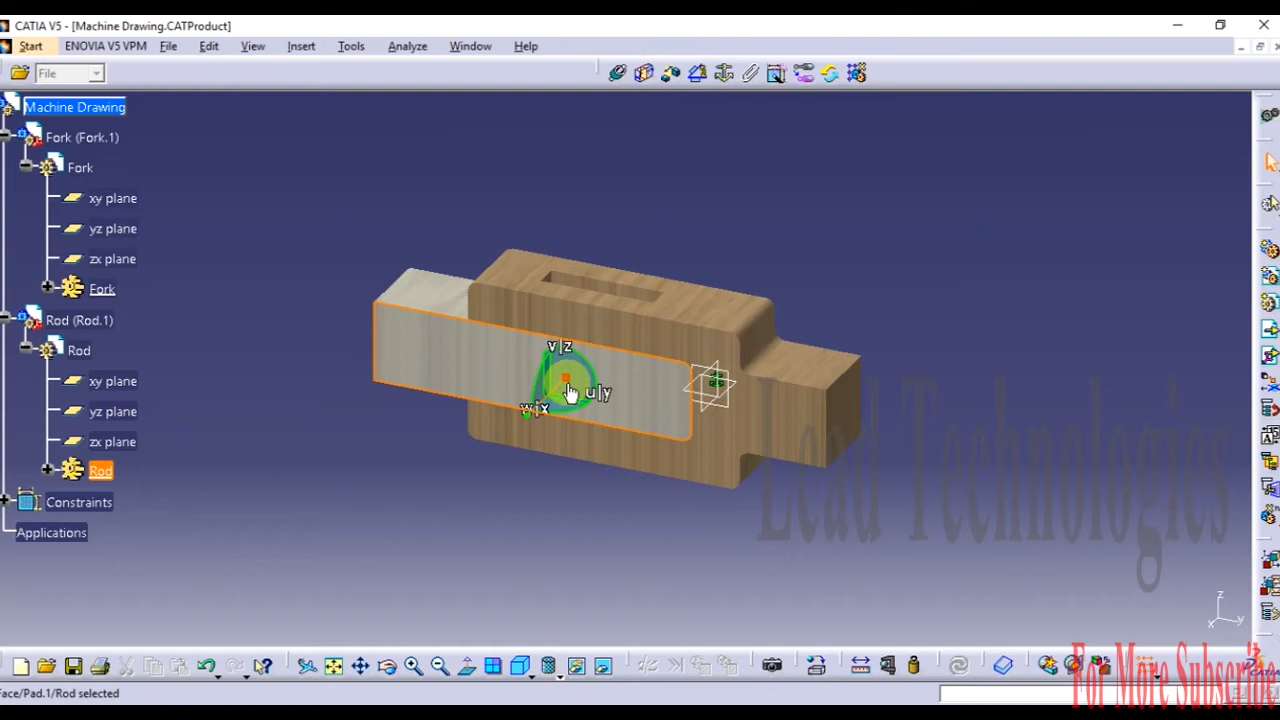 CATIA V5 - [Machine Drawing.CATProduct]
Start ENOVIA V5 VPM File Edit View Insert Tools Analyze Window Help
File
Machine Drawing
Fork (Fork.1)
Fork
xy plane
yz plane
zx plane
Fork
Rod (Rod.1)
Rod
xy plane
yz plane
zx plane
Rod
Constraints
Applications
v|z
u|y
w|x
Lead Technologies
z
x y
For More Subscribe
CATIA
Face/Pad.1/Rod selected